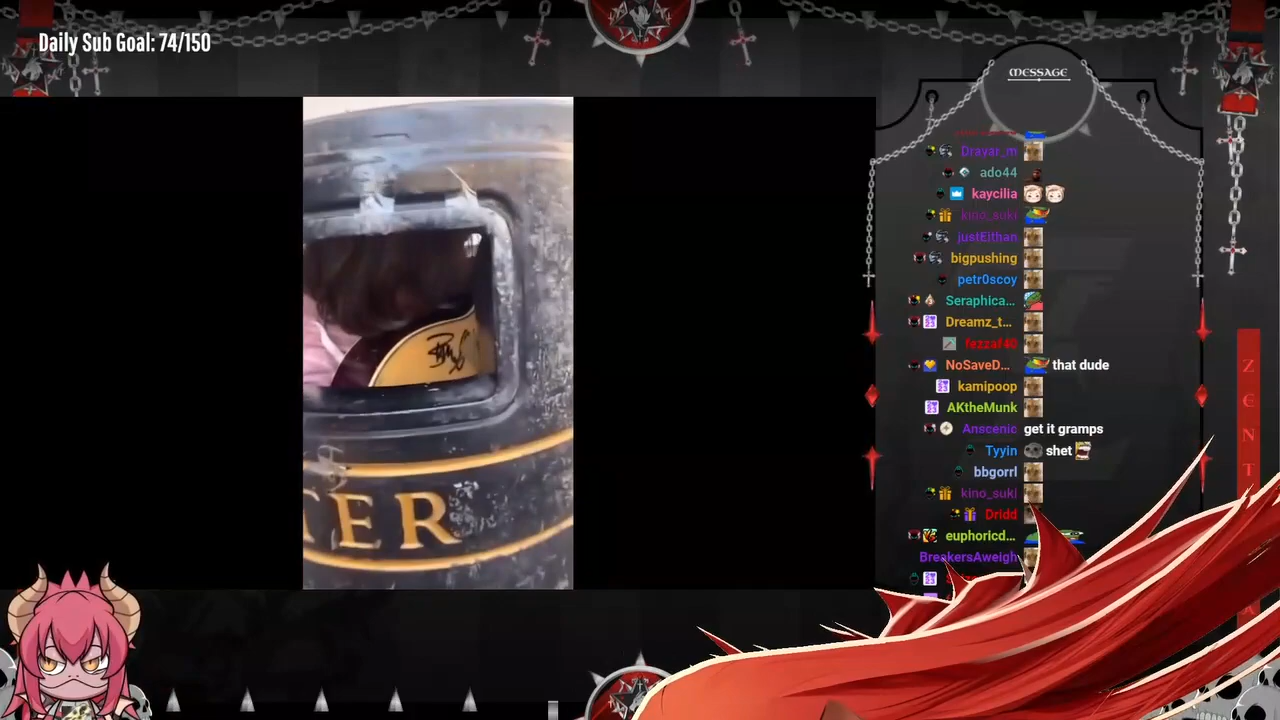 Daily Sub Goal: 74/150
MESSAGE
Drayar_m
ado44
kaycilia
kino_suki
justEithan
bigpushing
petr0scoy
Seraphica...
Dreamz_t...
fezzaf40
NoSaveD... that dude
kamipoop
AKtheMunk
Anscenic get it gramps
Tyyin shet
bbgorrl
kino_suki
Dridd
euphoricd...
BreakersAweigh
TER
Z
E
N
T